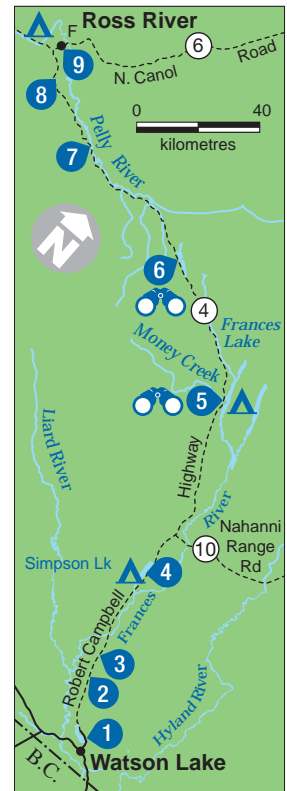 Ross River
F
6
Road
N. Canol
9
8
0 40
kilometres
Pelly River
7
N
6
4
Frances
Lake
Money Creek
5
Liard River
Highway
River
Nahanni
10
Range
Rd
Simpson Lk
4
Frances
Robert Campbell
3
2
Hyland River
1
Watson Lake
B.C.